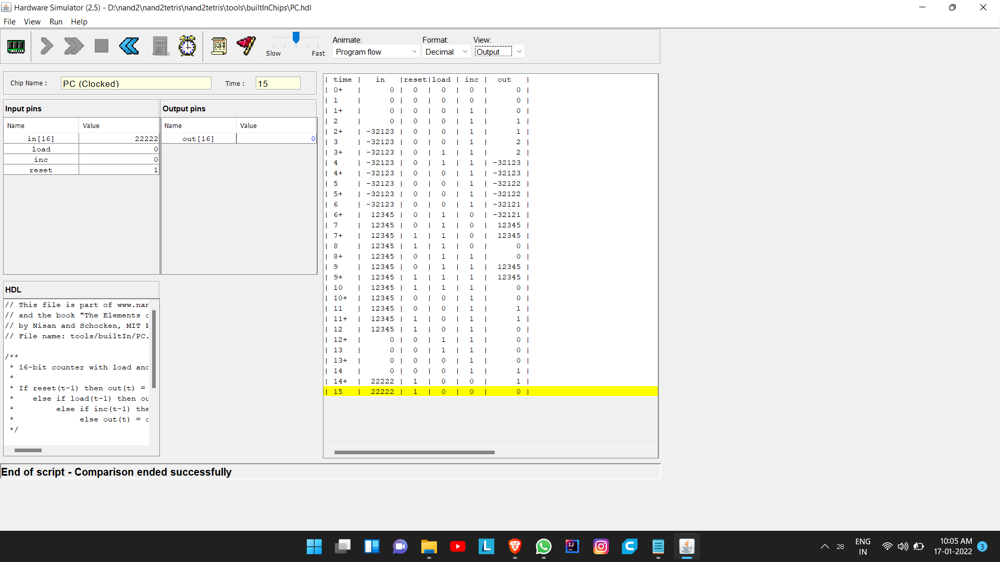 Hardware Simulator (2.5) - D:\nand2\nand2tetris\nand2tetris\tools\builtInChips\PC.hdl
File View Run Help
Slow Fast
Animate: Format: View:
Program flow Decimal Output
Chip Name : PC (Clocked) Time : 15
Input pins Output pins
Name Value Name Value
in[16] 22222 out[16] 0
load 0
inc 0
reset 1
HDL
// This file is part of www.nan
// and the book "The Elements o
// by Nisan and Schocken, MIT P
// File name: tools/builtIn/PC.
/**
* 16-bit counter with load and
*
* If reset(t-1) then out(t) =
* else if load(t-1) then ou
* else if inc(t-1) the
* else out(t) = o
*/
| time | in |reset|load | inc | out |
| 0+ | 0 | 0 | 0 | 0 | 0 |
| 1 | 0 | 0 | 0 | 0 | 0 |
| 1+ | 0 | 0 | 0 | 1 | 0 |
| 2 | 0 | 0 | 0 | 1 | 1 |
| 2+ | -32123 | 0 | 0 | 1 | 1 |
| 3 | -32123 | 0 | 0 | 1 | 2 |
| 3+ | -32123 | 0 | 1 | 1 | 2 |
| 4 | -32123 | 0 | 1 | 1 | -32123 |
| 4+ | -32123 | 0 | 0 | 1 | -32123 |
| 5 | -32123 | 0 | 0 | 1 | -32122 |
| 5+ | -32123 | 0 | 0 | 1 | -32122 |
| 6 | -32123 | 0 | 0 | 1 | -32121 |
| 6+ | 12345 | 0 | 1 | 0 | -32121 |
| 7 | 12345 | 0 | 1 | 0 | 12345 |
| 7+ | 12345 | 1 | 1 | 0 | 12345 |
| 8 | 12345 | 1 | 1 | 0 | 0 |
| 8+ | 12345 | 0 | 1 | 1 | 0 |
| 9 | 12345 | 0 | 1 | 1 | 12345 |
| 9+ | 12345 | 1 | 1 | 1 | 12345 |
| 10 | 12345 | 1 | 1 | 1 | 0 |
| 10+ | 12345 | 0 | 0 | 1 | 0 |
| 11 | 12345 | 0 | 0 | 1 | 1 |
| 11+ | 12345 | 1 | 0 | 1 | 1 |
| 12 | 12345 | 1 | 0 | 1 | 0 |
| 12+ | 0 | 0 | 1 | 1 | 0 |
| 13 | 0 | 0 | 1 | 1 | 0 |
| 13+ | 0 | 0 | 0 | 1 | 0 |
| 14 | 0 | 0 | 0 | 1 | 1 |
| 14+ | 22222 | 1 | 0 | 0 | 1 |
| 15 | 22222 | 1 | 0 | 0 | 0 |
End of script - Comparison ended successfully
L
IJ
28
ENG
IN
10:05 AM
17-01-2022
3